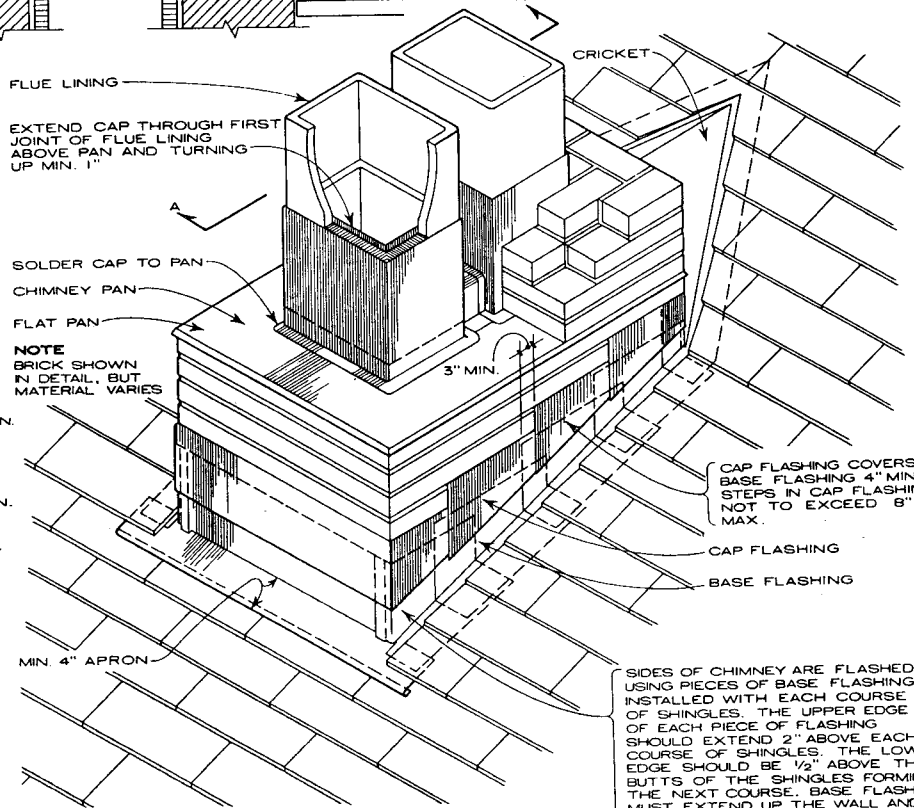 CRICKET
FLUE LINING
EXTEND CAP THROUGH FIRST
JOINT OF FLUE LINING
ABOVE PAN AND TURNING
UP MIN. 1"
A
SOLDER CAP TO PAN
CHIMNEY PAN
FLAT PAN
NOTE
BRICK SHOWN
IN DETAIL, BUT
MATERIAL VARIES
3" MIN.
N.
N.
CAP FLASHING COVERS
BASE FLASHING 4" MIN
STEPS IN CAP FLASHIN
NOT TO EXCEED 8"
MAX.
CAP FLASHING
BASE FLASHING
MIN. 4" APRON
SIDES OF CHIMNEY ARE FLASHED
USING PIECES OF BASE FLASHING
INSTALLED WITH EACH COURSE
OF SHINGLES. THE UPPER EDGE
OF EACH PIECE OF FLASHING
SHOULD EXTEND 2" ABOVE EACH
COURSE OF SHINGLES. THE LOW
EDGE SHOULD BE 1/2" ABOVE TH
BUTTS OF THE SHINGLES FORMI
THE NEXT COURSE. BASE FLASH
MUST EXTEND UP THE WALL AND